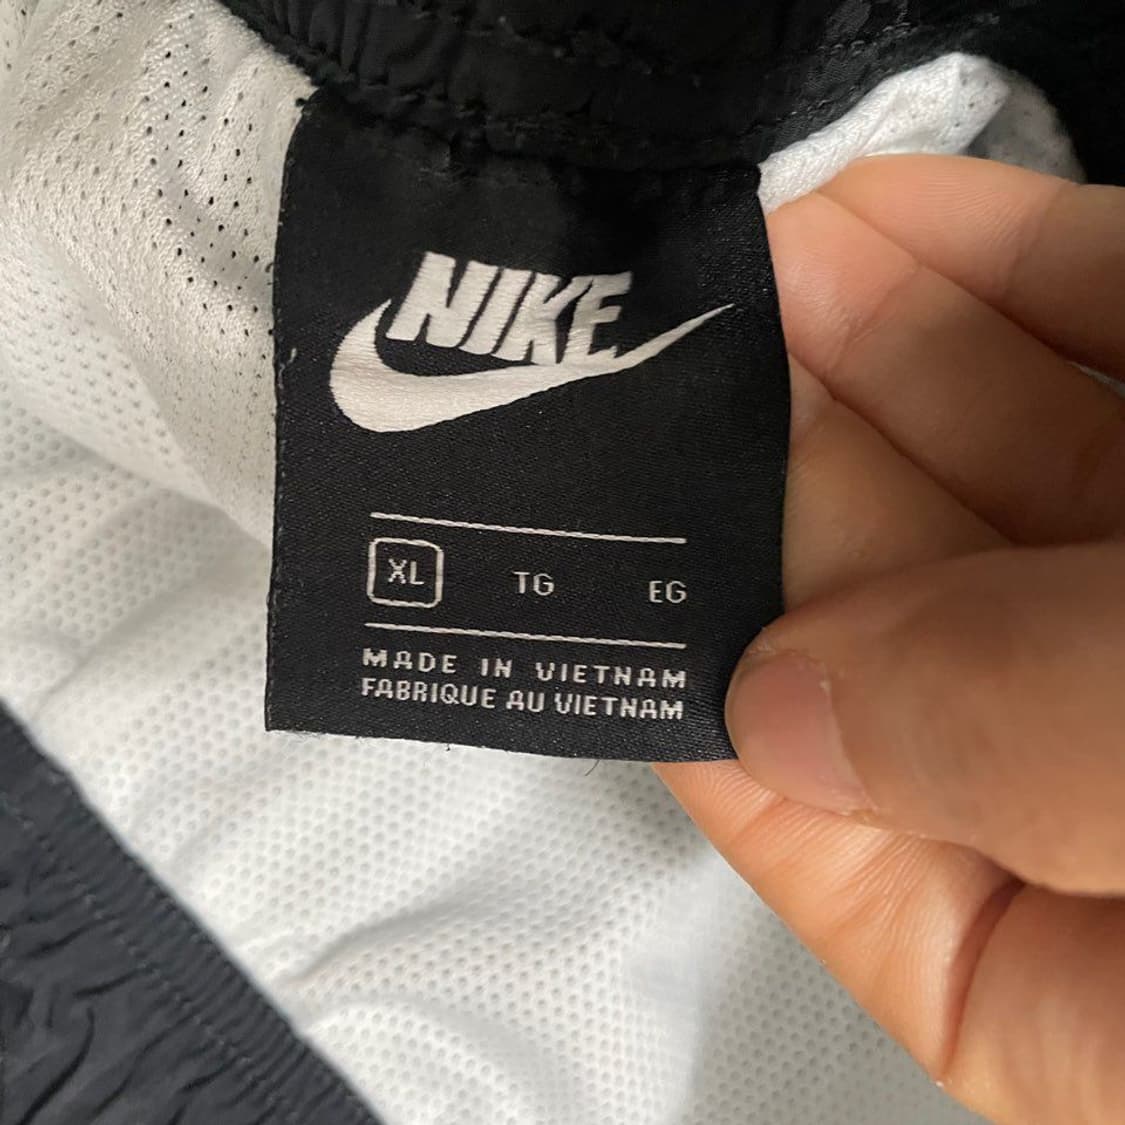 NIKE
XL TG EG
MADE IN VIETNAM
FABRIQUE AU VIETNAM